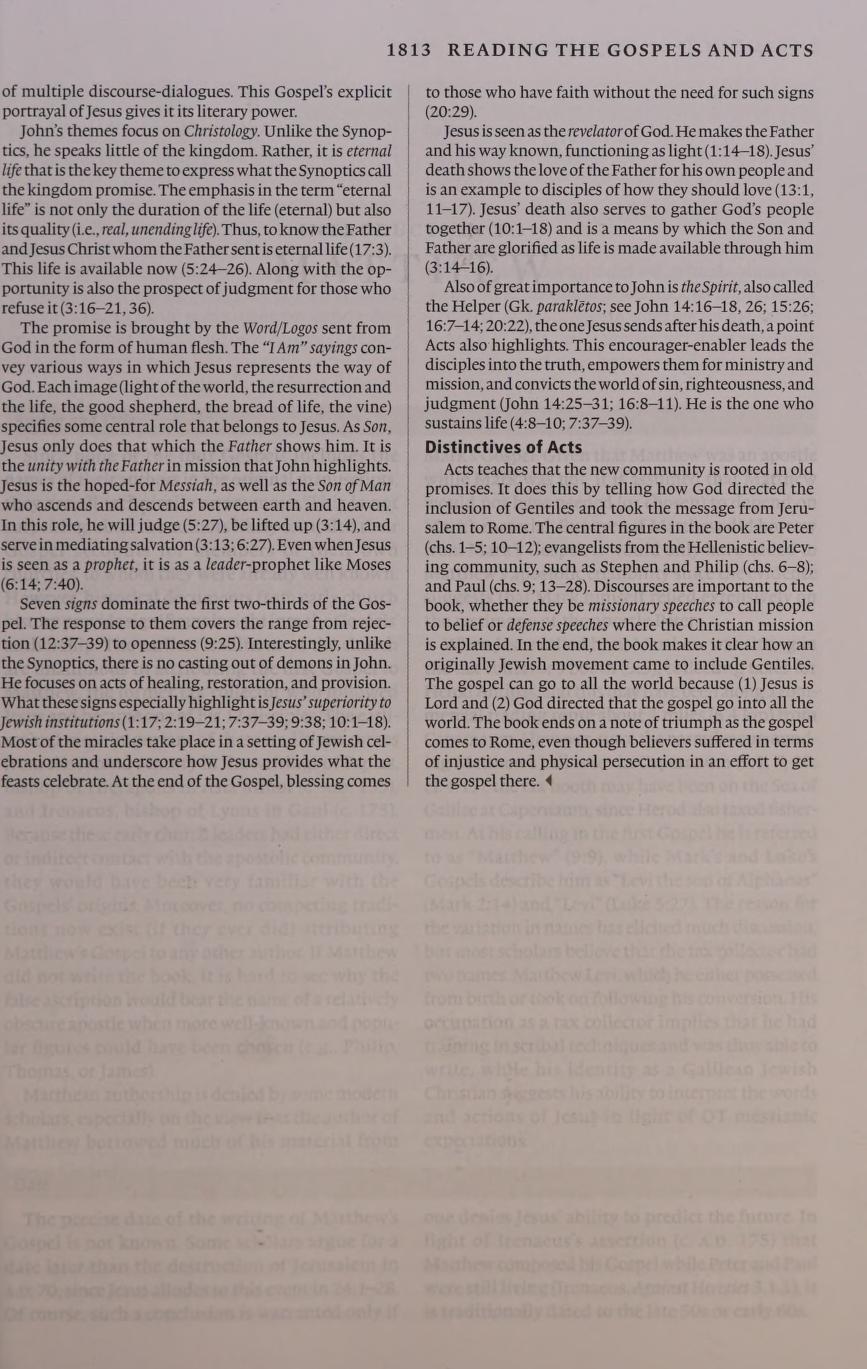 1813 READING THE GOSPELS AND ACTS
of multiple discourse-dialogues. This Gospel's explicit
portrayal of Jesus gives it its literary power.
John's themes focus on Christology. Unlike the Synop-
tics, he speaks little of the kingdom. Rather, it is eternal
life that is the key theme to express what the Synoptics call
the kingdom promise. The emphasis in the term “eternal
life” is not only the duration of the life (eternal) but also
its quality (i.e., real, unending life). Thus, to know the Father
and Jesus Christ whom the Father sent is eternal life (17:3).
This life is available now (5:24–26). Along with the op-
portunity is also the prospect of judgment for those who
refuse it (3:16–21, 36).
The promise is brought by the Word/Logos sent from
God in the form of human flesh. The “I Am” sayings con-
vey various ways in which Jesus represents the way of
God. Each image (light of the world, the resurrection and
the life, the good shepherd, the bread of life, the vine)
specifies some central role that belongs to Jesus. As Son,
Jesus only does that which the Father shows him. It is
the unity with the Father in mission that John highlights.
Jesus is the hoped-for Messiah, as well as the Son of Man
who ascends and descends between earth and heaven.
In this role, he will judge (5:27), be lifted up (3:14), and
serve in mediating salvation (3:13; 6:27). Even when Jesus
is seen as a prophet, it is as a leader-prophet like Moses
(6:14; 7:40).
Seven signs dominate the first two-thirds of the Gos-
pel. The response to them covers the range from rejec-
tion (12:37–39) to openness (9:25). Interestingly, unlike
the Synoptics, there is no casting out of demons in John.
He focuses on acts of healing, restoration, and provision.
What these signs especially highlight is Jesus' superiority to
Jewish institutions (1:17; 2:19–21; 7:37–39; 9:38; 10:1–18).
Most of the miracles take place in a setting of Jewish cel-
ebrations and underscore how Jesus provides what the
feasts celebrate. At the end of the Gospel, blessing comes
to those who have faith without the need for such signs
(20:29).
Jesus is seen as the revelator of God. He makes the Father
and his way known, functioning as light (1:14–18). Jesus'
death shows the love of the Father for his own people and
is an example to disciples of how they should love (13:1,
11–17). Jesus' death also serves to gather God's people
together (10:1–18) and is a means by which the Son and
Father are glorified as life is made available through him
(3:14–16).
Also of great importance to John is the Spirit, also called
the Helper (Gk. paraklētos; see John 14:16–18, 26; 15:26;
16:7–14; 20:22), the one Jesus sends after his death, a point
Acts also highlights. This encourager-enabler leads the
disciples into the truth, empowers them for ministry and
mission, and convicts the world of sin, righteousness, and
judgment (John 14:25–31; 16:8–11). He is the one who
sustains life (4:8–10; 7:37–39).
Distinctives of Acts
Acts teaches that the new community is rooted in old
promises. It does this by telling how God directed the
inclusion of Gentiles and took the message from Jeru-
salem to Rome. The central figures in the book are Peter
(chs. 1–5; 10–12); evangelists from the Hellenistic believ-
ing community, such as Stephen and Philip (chs. 6–8);
and Paul (chs. 9; 13–28). Discourses are important to the
book, whether they be missionary speeches to call people
to belief or defense speeches where the Christian mission
is explained. In the end, the book makes it clear how an
originally Jewish movement came to include Gentiles.
The gospel can go to all the world because (1) Jesus is
Lord and (2) God directed that the gospel go into all the
world. The book ends on a note of triumph as the gospel
comes to Rome, even though believers suffered in terms
of injustice and physical persecution in an effort to get
the gospel there.